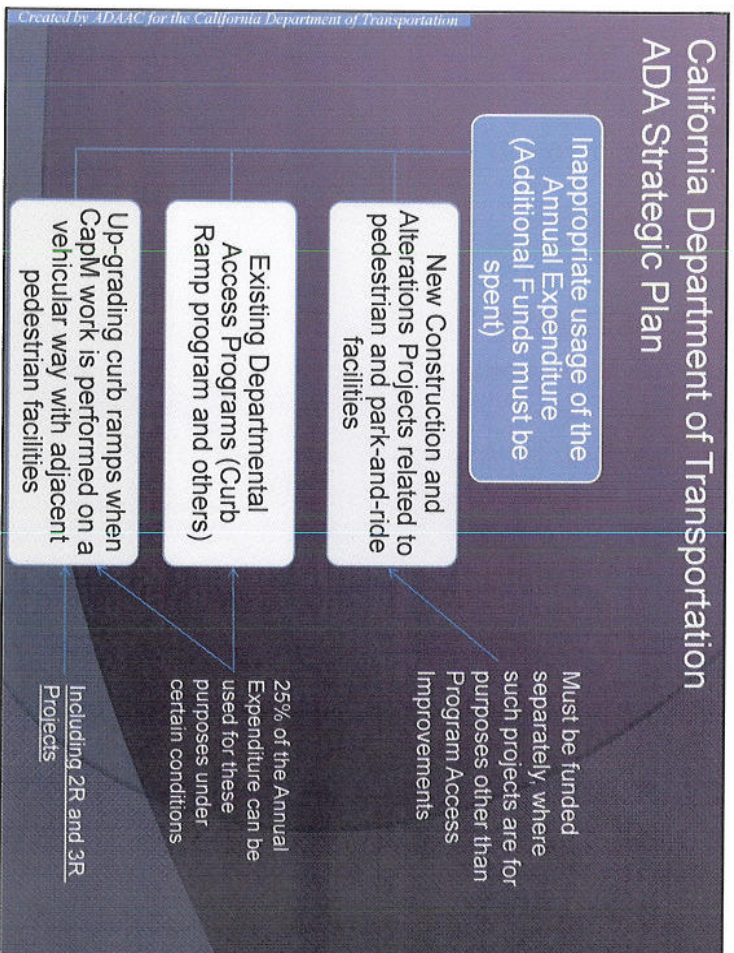 California Department of Transportation
ADA Strategic Plan
Inappropriate usage of the
Annual Expenditure
(Additional Funds must be
spent)
New Construction and
Alterations Projects related to
pedestrian and park-and-ride
facilities
Must be funded
separately, where
such projects are for
purposes other than
Program Access
Improvements
Existing Departmental
Access Programs (Curb
Ramp program and others)
25% of the Annual
Expenditure can be
used for these
purposes under
certain conditions
Up-grading curb ramps when
CapM work is performed on a
vehicular way with adjacent
pedestrian facilities
Including 2R and 3R
Projects
Created by ADAAC for the California Department of Transportation